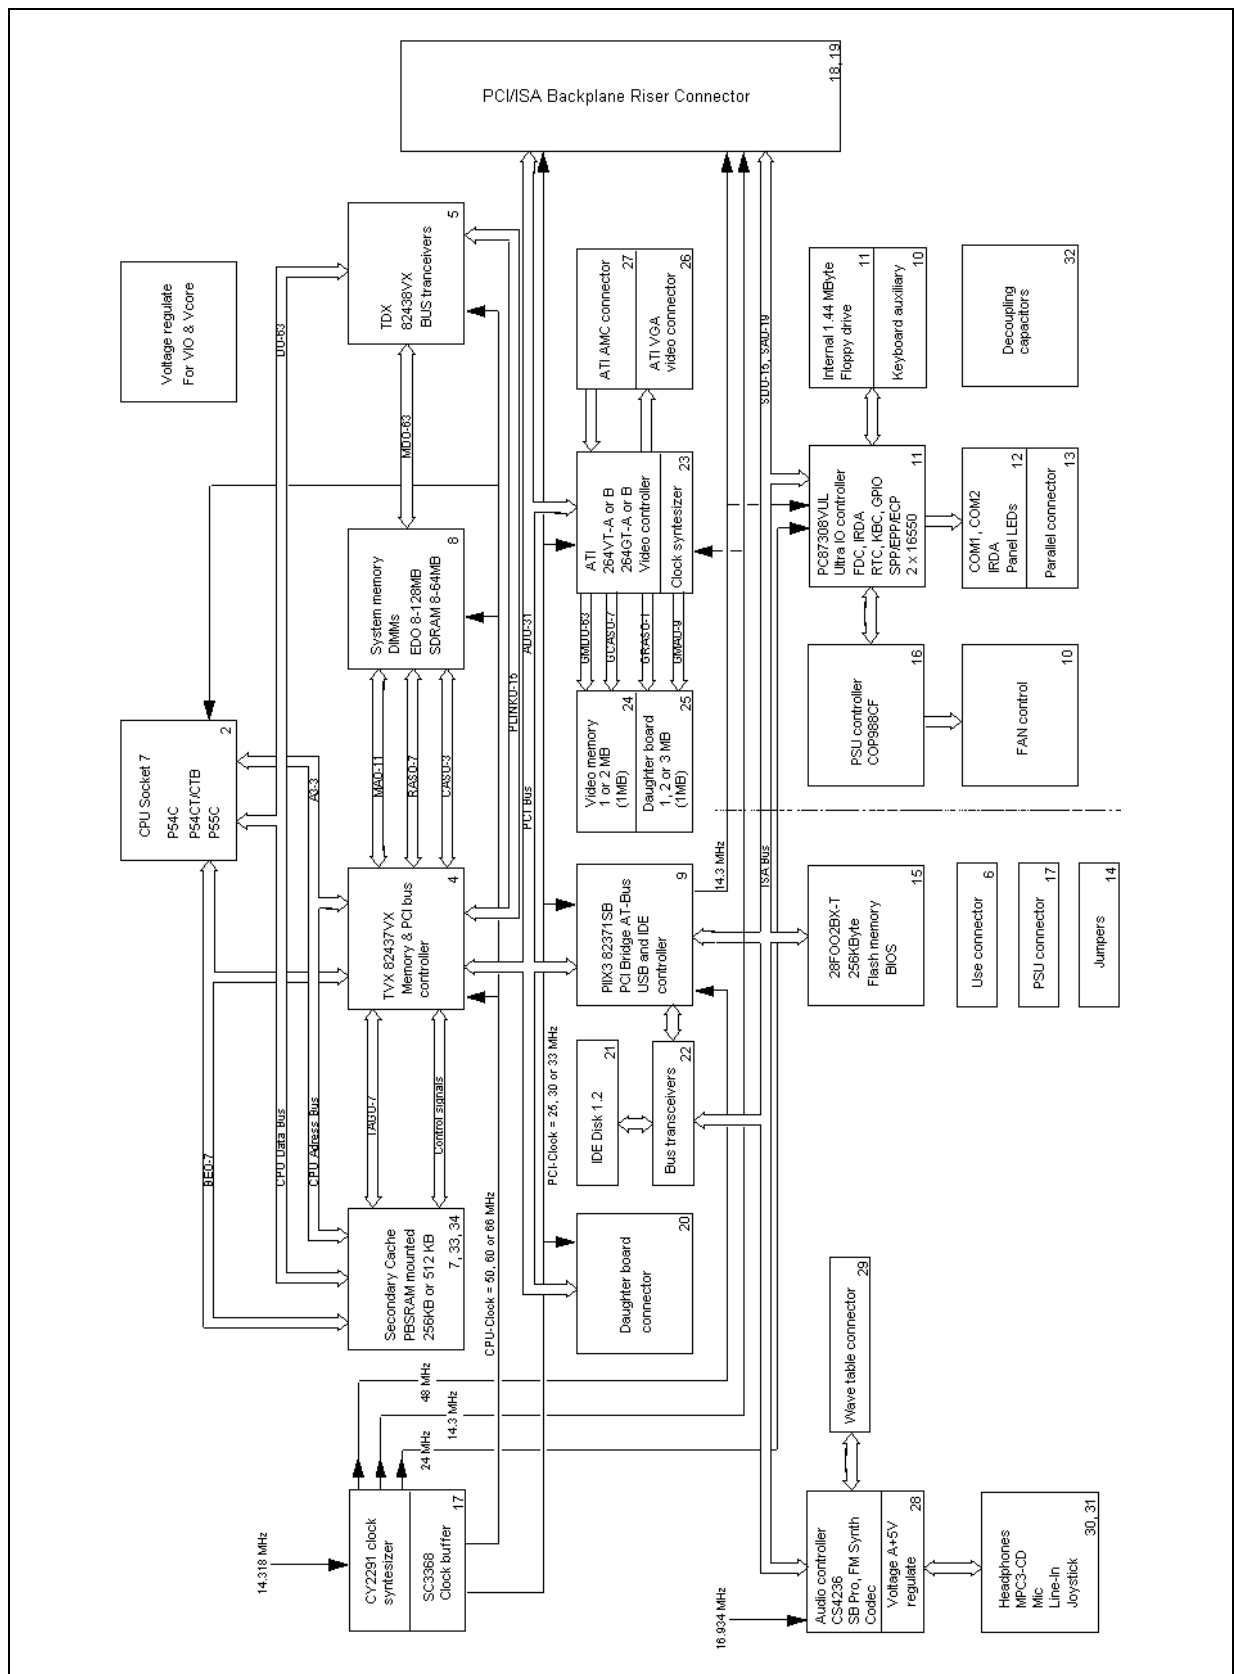 PCI/ISA Backplane Riser Connector
18, 19
Voltage regulate
For VIO & Vcore
TDX
82438VX
BUS tranceivers
5
D0-63
MD0-63
CPU Socket 7
P54C
P54CT/CTB
P55C
2
System memory
DIMMs
EDO 8-128MB
SDRAM 8-64MB
8
A3-3
MA0-11
RAS0-7
CAS0-3
TVX 82437VX
Memory & PCI bus
controller
4
PLINK0-15
AD0-31
PCI Bus
BE0-7
CPU Data Bus
CPU Adress Bus
TAG0-7
Control signals
Secondary Cache
PBSRAM mounted
256KB or 512 KB
7, 33, 34
CPU-Clock = 50, 60 or 66 MHz
PCI-Clock = 25, 30 or 33 MHz
ATI AMC connector
27
ATI VGA
video connector
26
ATI
264VT-A or B
264GT-A or B
Video controller
Clock syntesizer
23
GMD0-63
GCAS0-7
GRAS0-1
GMA0-9
Video memory
1 or 2 MB
(1MB)
24
Daughter board
1, 2 or 3 MB
(1MB)
25
PIIX3 82371SB
PCI Bridge AT-Bus
USB and IDE
controller
9
14.3 MHz
ISA Bus
SD0-15, SA0-19
IDE Disk 1.2
21
Bus transceivers
22
Daughter board
connector
20
Internal 1.44 MByte
Floppy drive
11
Keyboard auxiliary
10
Decoupling
capacitors
32
PC87308VUL
Ultra IO controller
FDC, IRDA
RTC, KBC, GPIO
SPP/EPP/ECP
2 x 16550
11
COM1, COM2
IRDA
Panel LEDs
12
Parallel connector
13
PSU controller
COP988CF
16
FAN control
10
28FOO2BX-T
256KByte
Flash memory
BIOS
15
Use connector
6
PSU connector
17
Jumpers
14
Wave table connector
29
48 MHz
14.3 MHz
24 MHz
14.318 MHz
CY2291 clock
syntesizer
SC3368
Clock buffer
17
16.934 MHz
Audio controller
CS4236
SB Pro, FM Synth
Codec
Voltage A+5V
regulate
28
Headphones
MPC3-CD
Mic
Line-In
Joystick
30, 31